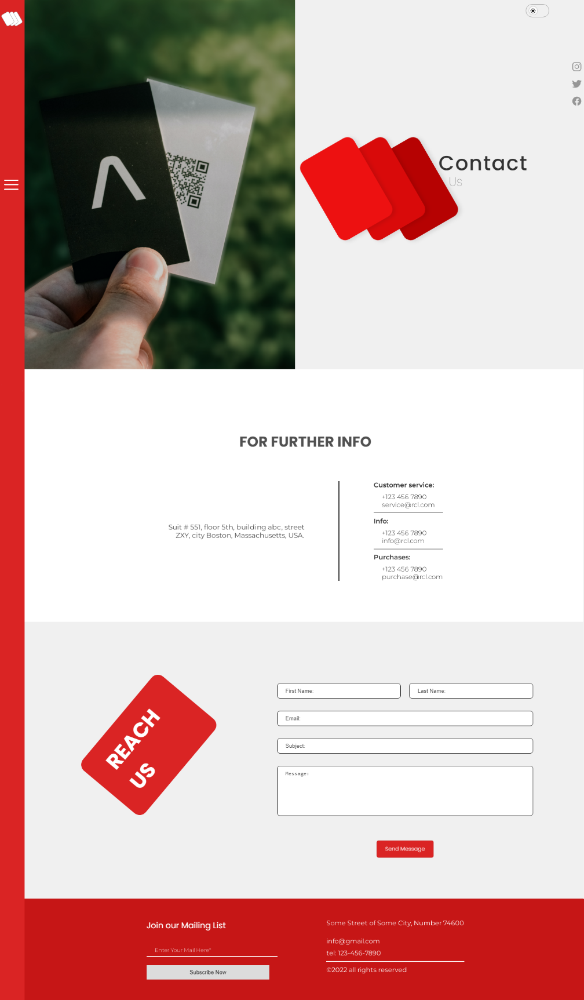 Contact
Us
FOR FURTHER INFO
Suit # 551, floor 5th, building abc, street
ZXY, city Boston, Massachusetts, USA.
Customer service:
+123 456 7890
service@rcl.com
Info:
+123 456 7890
info@rcl.com
Purchases:
+123 456 7890
purchase@rcl.com
REACH
US
First Name:
Last Name:
Email:
Subject:
Message:
Send Message
Join our Mailing List
Enter Your Mail Here*
Subscribe Now
Some Street of Some City, Number 74600
info@gmail.com
tel: 123-456-7890
©2022 all rights reserved